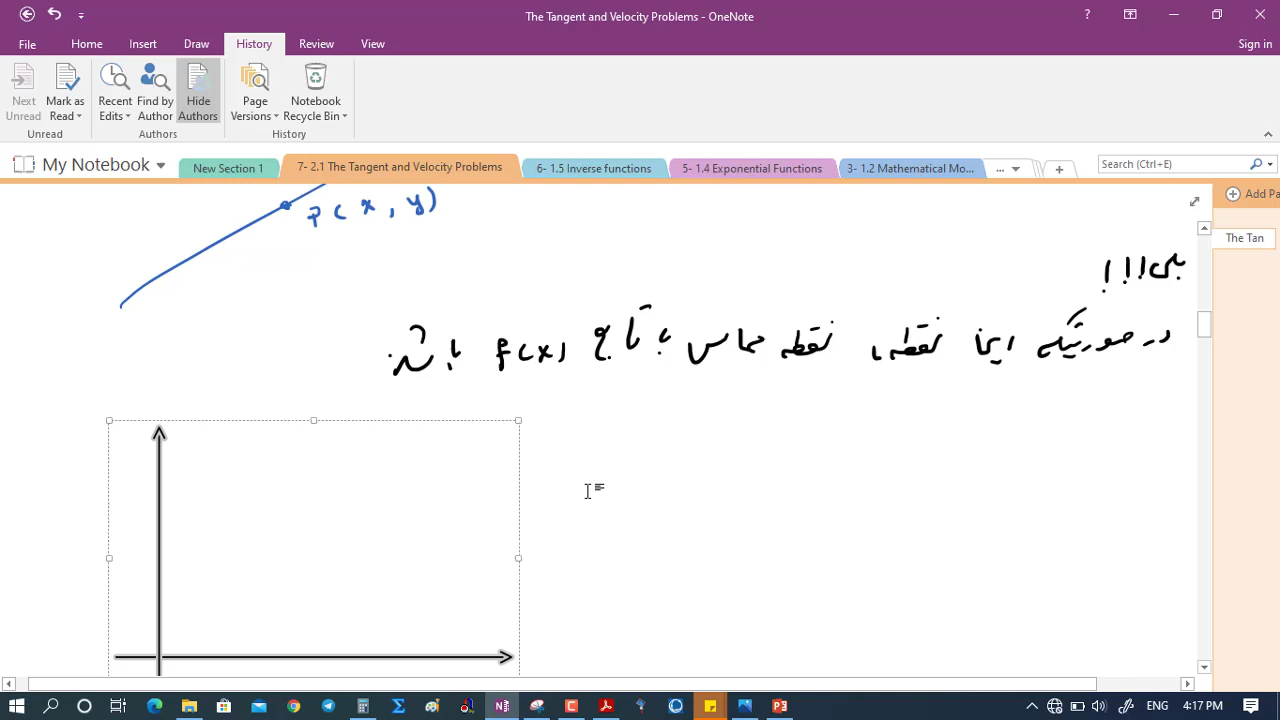 The Tangent and Velocity Problems - OneNote
?
File Home Insert Draw History Review View Sign in
Next Unread
Mark as Read
Recent Edits
Find by Author
Hide Authors
Page Versions
Notebook Recycle Bin
Unread Authors History
My Notebook
New Section 1
7- 2.1 The Tangent and Velocity Problems
6- 1.5 Inverse functions
5- 1.4 Exponential Functions
3- 1.2 Mathematical Mo...
...
Search (Ctrl+E)
Add Pa
The Tan
P(x, y)
بلی!!!
در صورتیکه این نقطه، نقطه مماس با تابع f(x) باشد.
ENG 4:17 PM